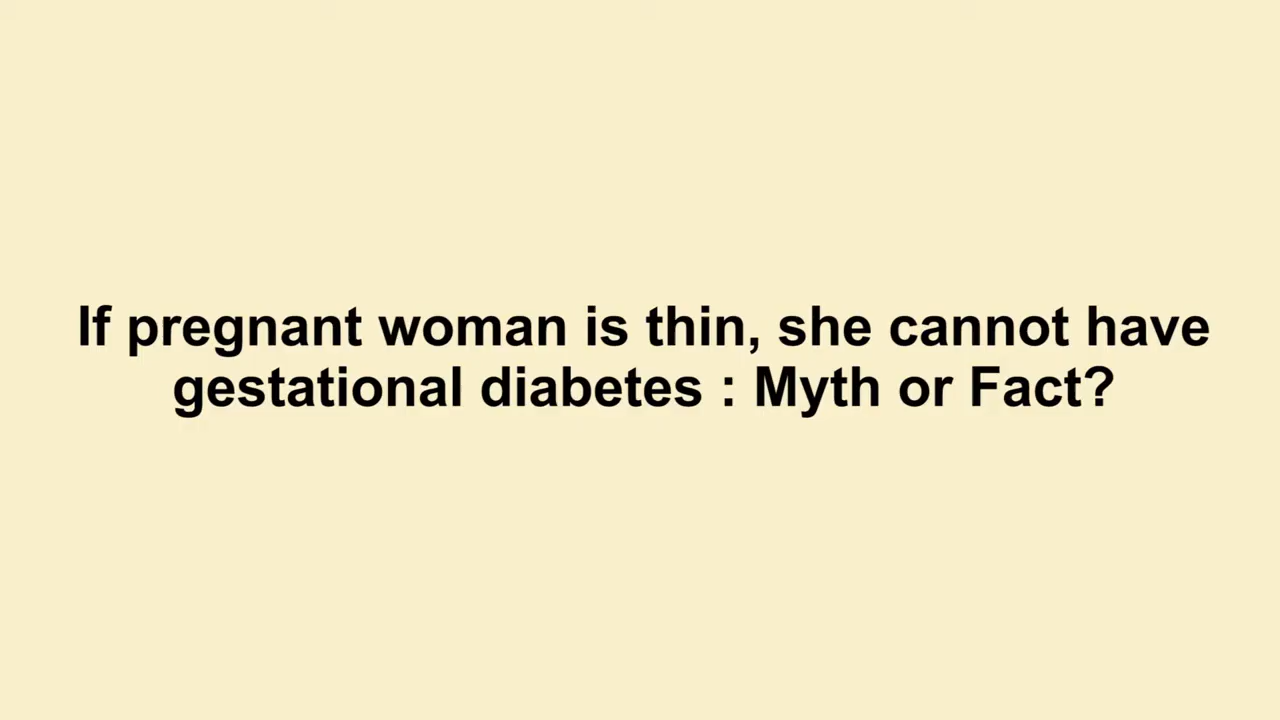 If pregnant woman is thin, she cannot have
gestational diabetes : Myth or Fact?